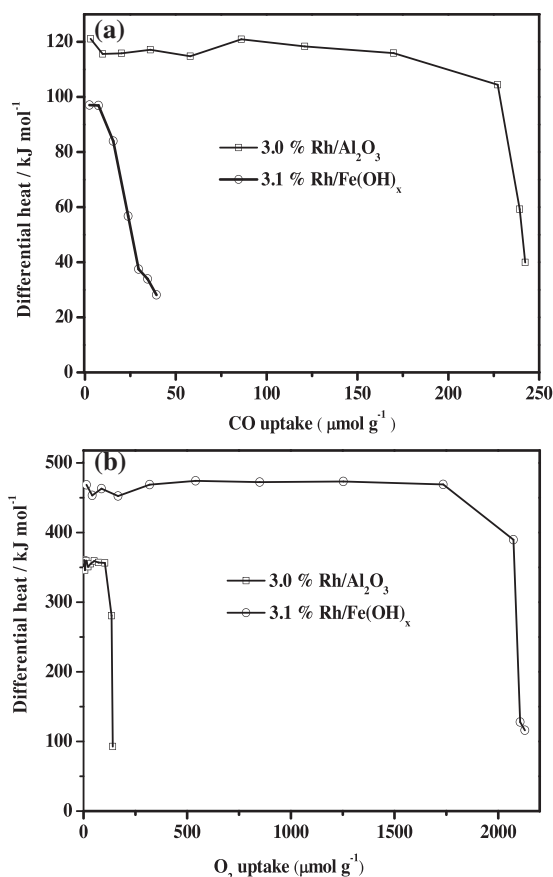 (a)
120
100
80
60
40
20
0
Differential heat / kJ mol⁻¹
3.0 % Rh/Al₂O₃
3.1 % Rh/Fe(OH)ₓ
0 50 100 150 200 250
CO uptake ( μmol g⁻¹)
(b)
500
400
300
200
100
0
Differential heat / kJ mol⁻¹
3.0 % Rh/Al₂O₃
3.1 % Rh/Fe(OH)ₓ
0 500 1000 1500 2000
O₂ uptake (μmol g⁻¹)